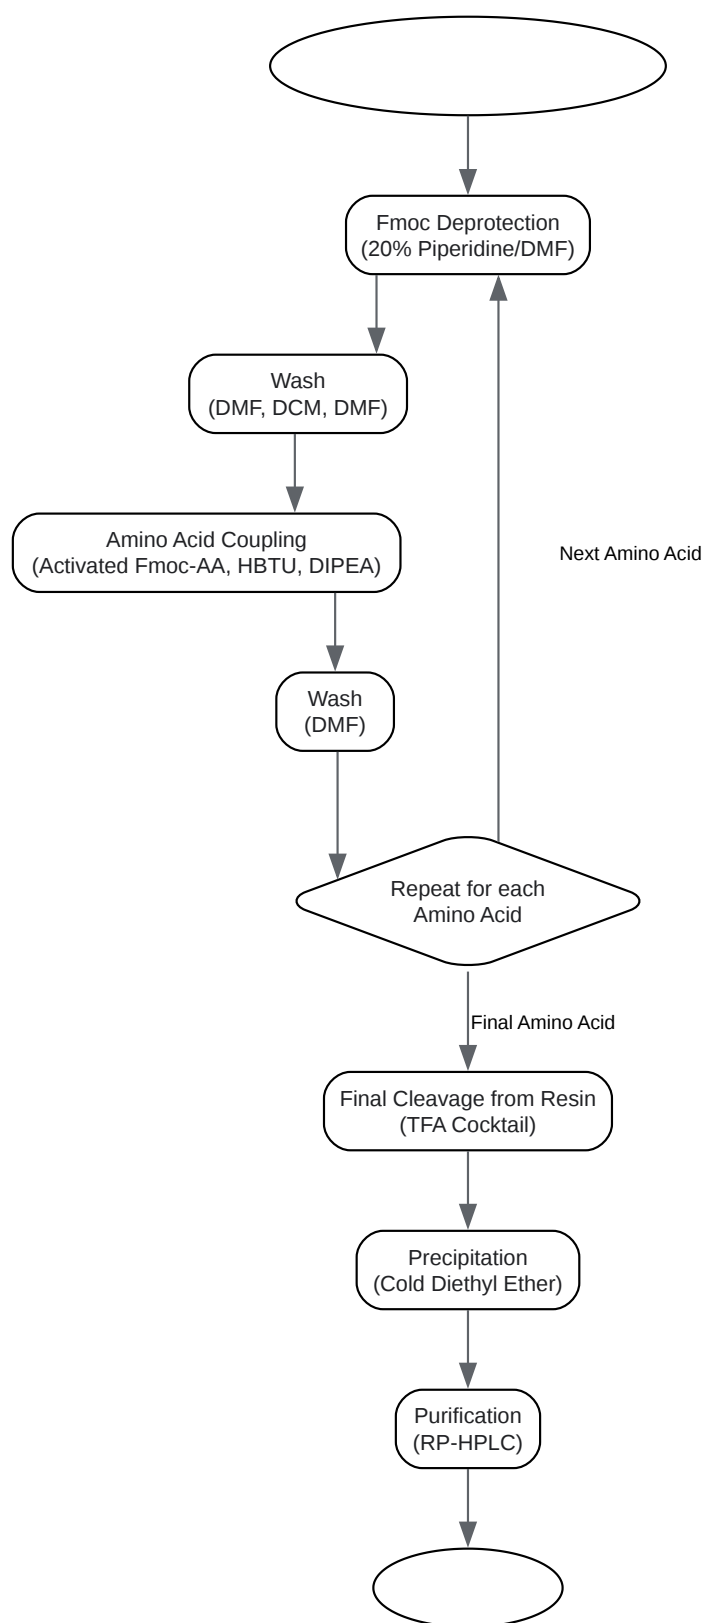 Fmoc Deprotection
(20% Piperidine/DMF)
Wash
(DMF, DCM, DMF)
Amino Acid Coupling
(Activated Fmoc-AA, HBTU, DIPEA)
Next Amino Acid
Wash
(DMF)
Repeat for each
Amino Acid
Final Amino Acid
Final Cleavage from Resin
(TFA Cocktail)
Precipitation
(Cold Diethyl Ether)
Purification
(RP-HPLC)